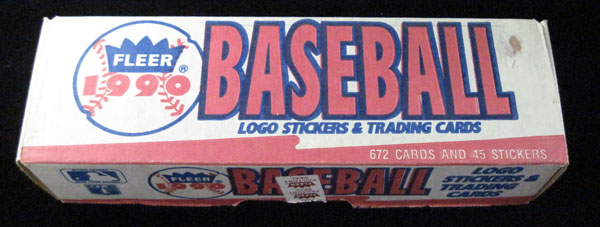 FLEER®
1990
BASEBALL
LOGO STICKERS & TRADING CARDS
672 CARDS AND 45 STICKERS
FLEER
1990
BASEBALL
LOGO
STICKERS &
TRADING
CARDS